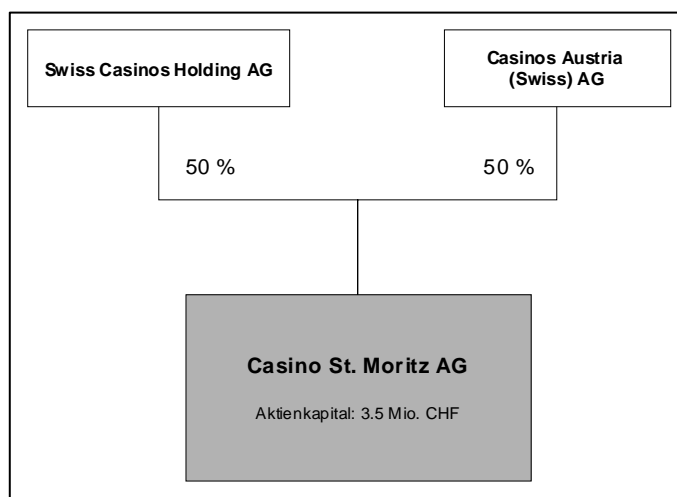 Swiss Casinos Holding AG
Casinos Austria
(Swiss) AG
50 %
50 %
Casino St. Moritz AG
Aktienkapital: 3.5 Mio. CHF